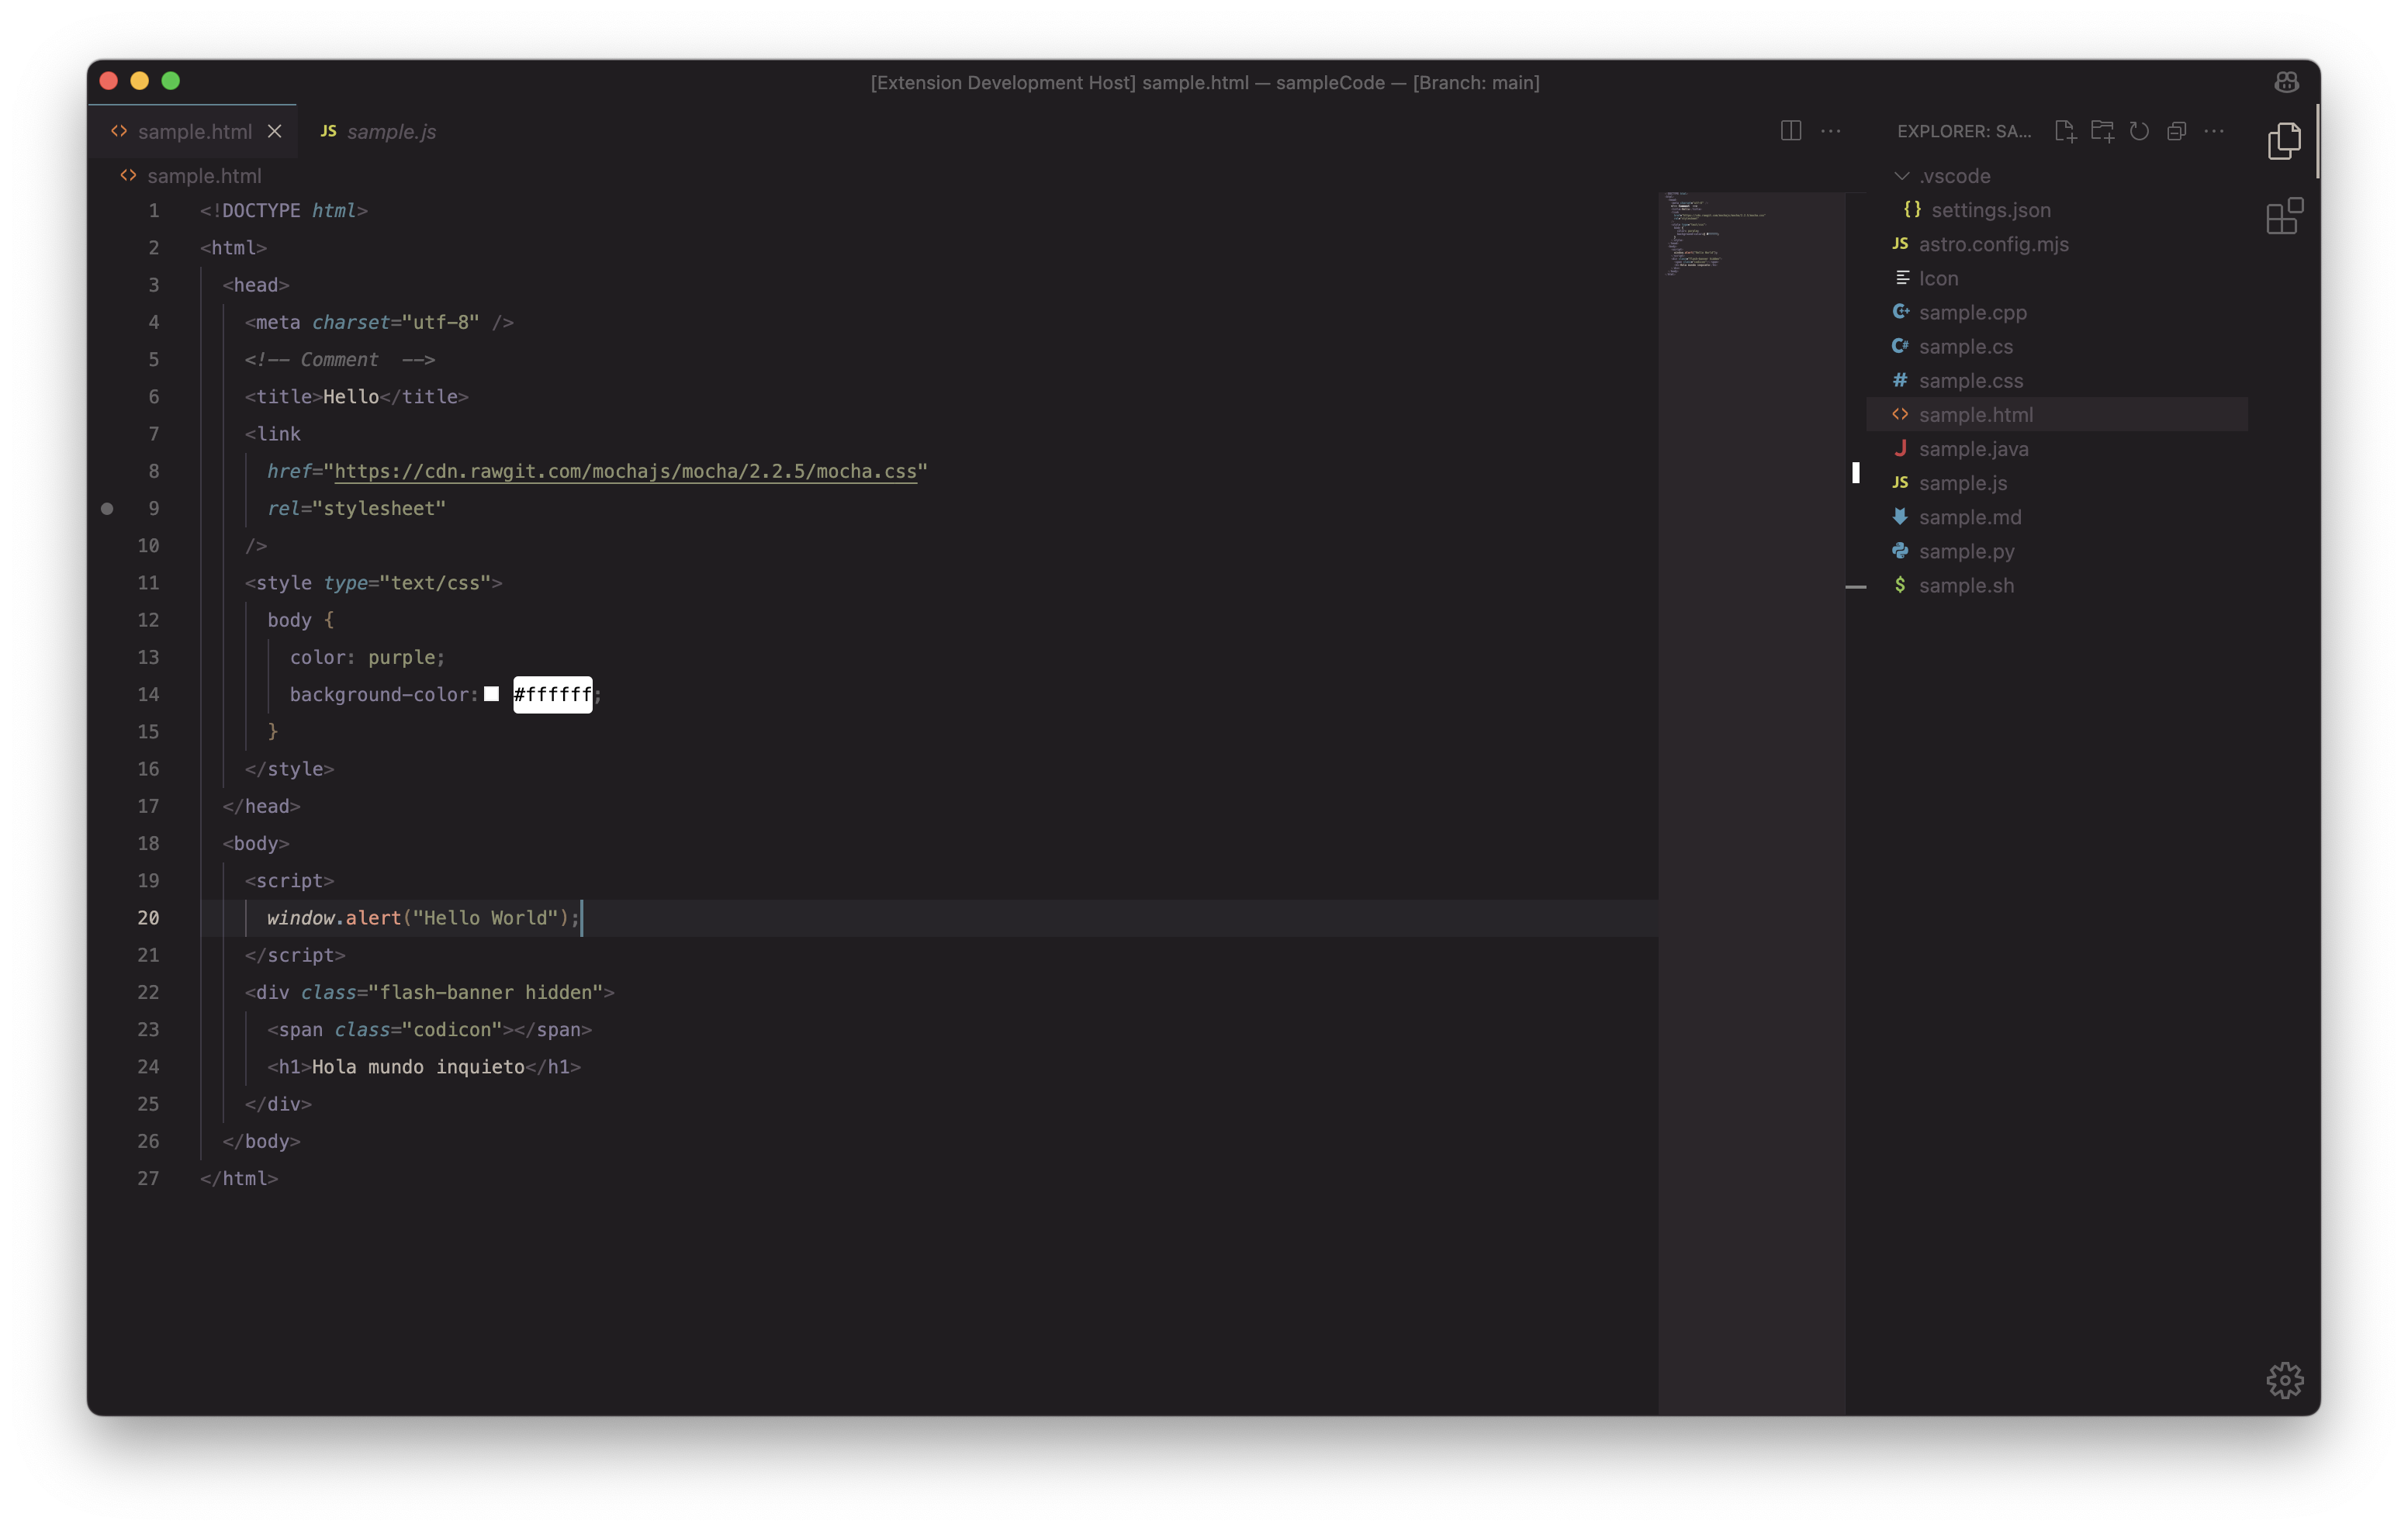 [Extension Development Host] sample.html — sampleCode — [Branch: main]
sample.html
JS sample.js
sample.html
1 <!DOCTYPE html>
2 <html>
3 <head>
4 <meta charset="utf-8" />
5 <!-- Comment  -->
6 <title>Hello</title>
7 <link
8 href="https://cdn.rawgit.com/mochajs/mocha/2.2.5/mocha.css"
9 rel="stylesheet"
10 />
11 <style type="text/css">
12 body {
13 color: purple;
14 background-color: #ffffff;
15 }
16 </style>
17 </head>
18 <body>
19 <script>
20 window.alert("Hello World");
21 </script>
22 <div class="flash-banner hidden">
23 <span class="codicon"></span>
24 <h1>Hola mundo inquieto</h1>
25 </div>
26 </body>
27 </html>
EXPLORER: SA...
.vscode
{} settings.json
JS astro.config.mjs
Icon
C+ sample.cpp
C# sample.cs
# sample.css
<> sample.html
J sample.java
JS sample.js
sample.md
sample.py
$ sample.sh